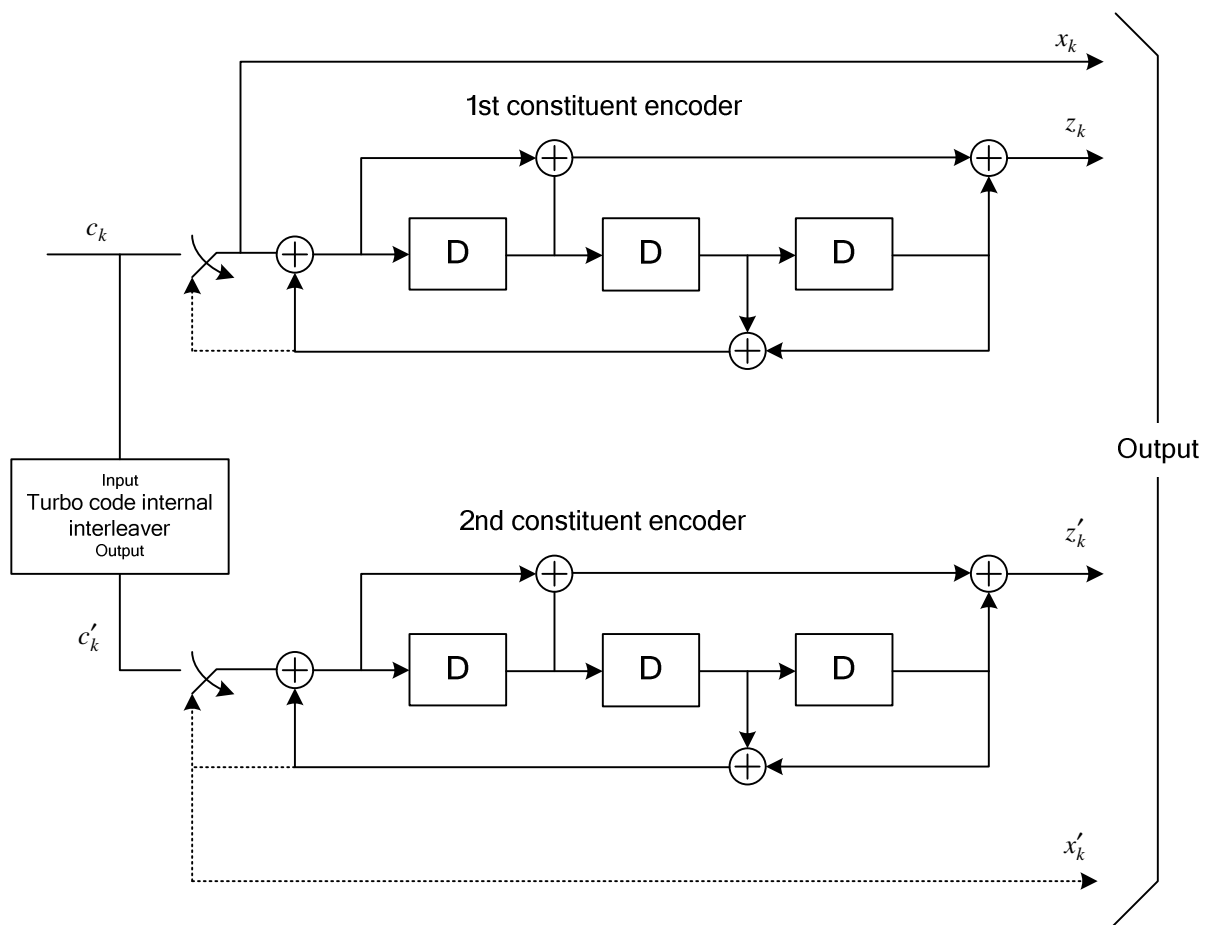 x_k
1st constituent encoder
z_k
c_k
D D D
Output
Input
Turbo code internal
interleaver
Output
2nd constituent encoder
z′_k
c′_k
D D D
x′_k